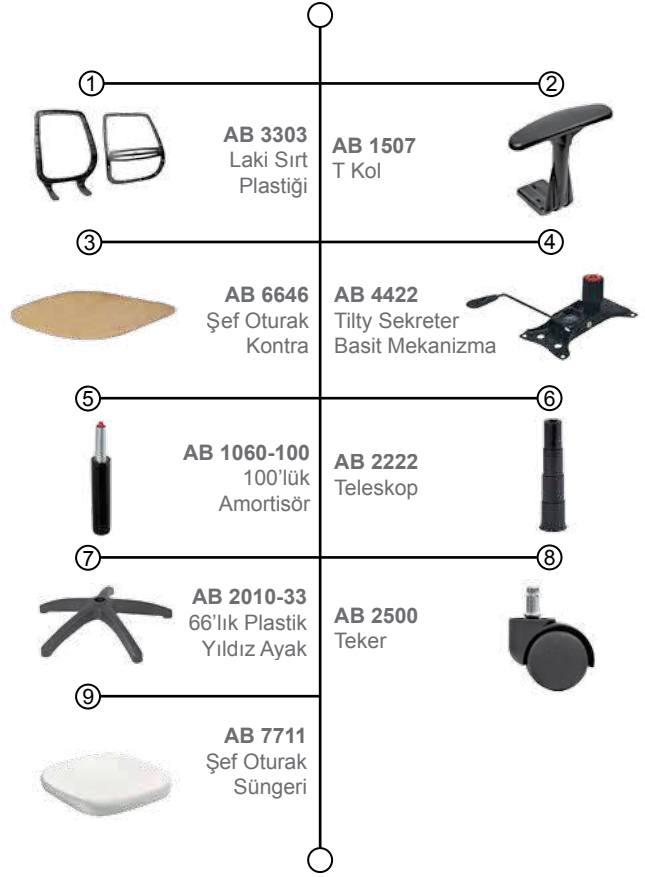 1
AB 3303
Laki Sırt
Plastiği
2
AB 1507
T Kol
3
AB 6646
Şef Oturak
Kontra
4
AB 4422
Tilty Sekreter
Basit Mekanizma
5
AB 1060-100
100'lük
Amortisör
6
AB 2222
Teleskop
7
AB 2010-33
66'lık Plastik
Yıldız Ayak
8
AB 2500
Teker
9
AB 7711
Şef Oturak
Süngeri